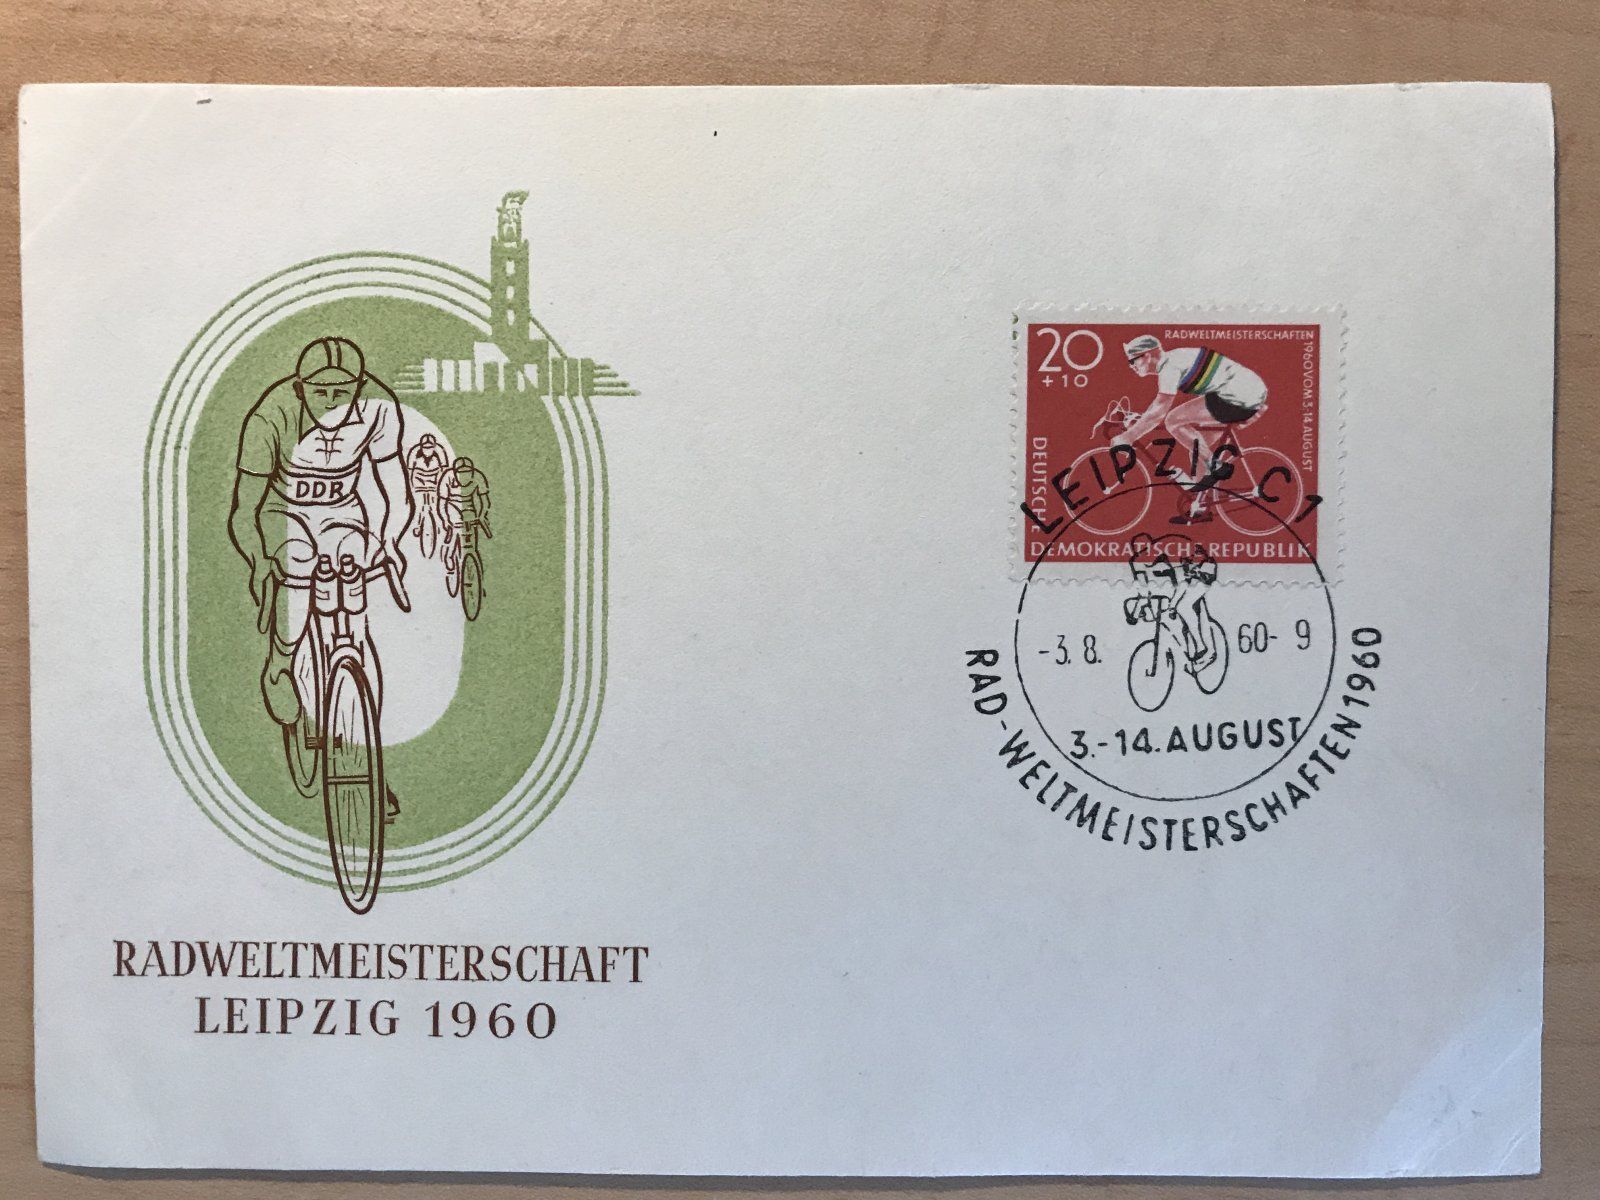 DDR
RADWELTMEISTERSCHAFT
LEIPZIG 1960
20
+10
RADWELTMEISTERSCHAFTEN
1960 VOM 3-14 AUGUST
DEUTSCHE
DEMOKRATISCHE REPUBLIK
LEIPZIG C1
-3.8. 60-9
3.-14. AUGUST
RAD-WELTMEISTERSCHAFTEN 1960